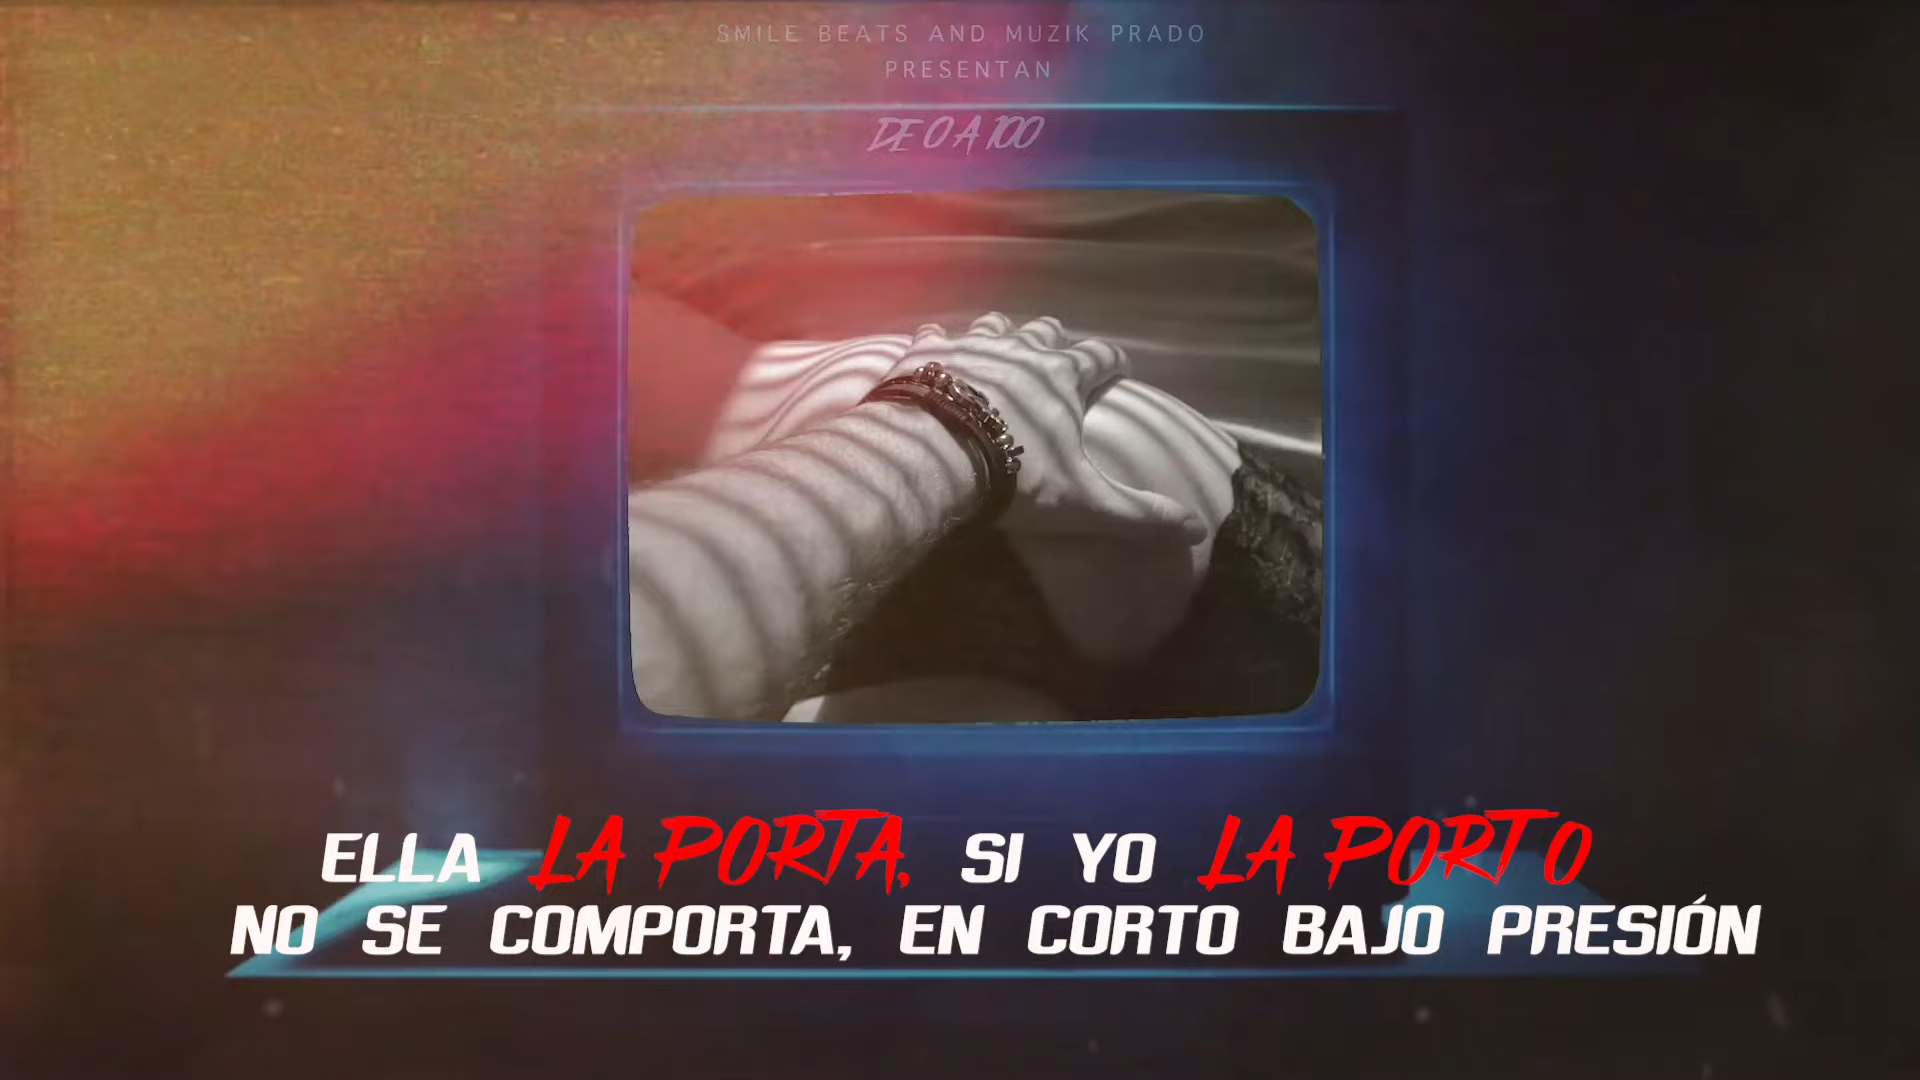 SMILE BEATS AND MUZIK PRADO
PRESENTAN
DE 0 A 100
ELLA LA PORTA, SI YO LA PORTO
NO SE COMPORTA, EN CORTO BAJO PRESIÓN